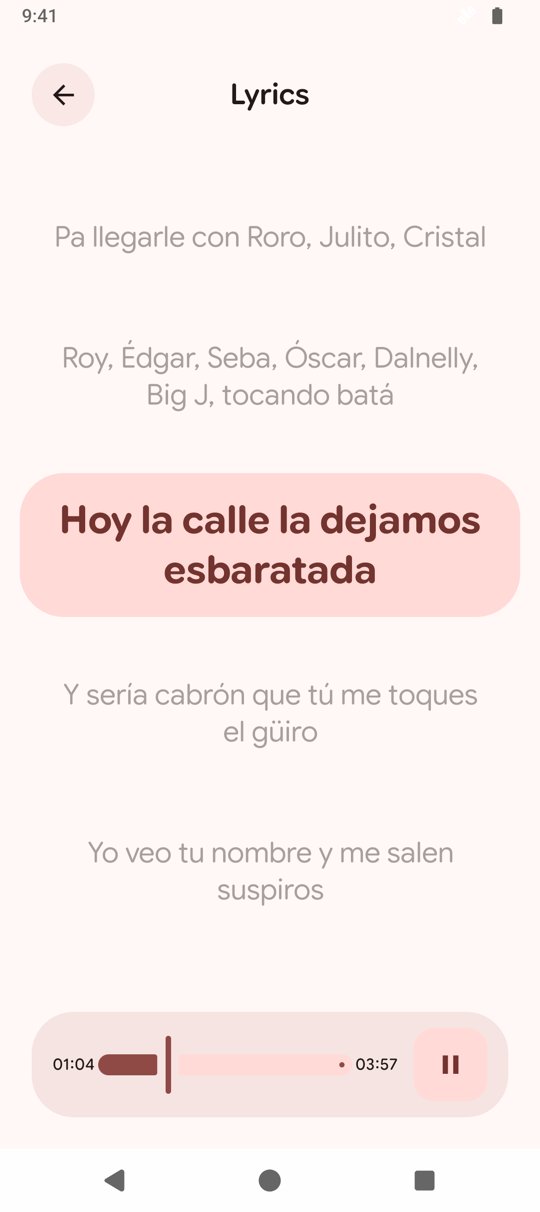 9:41
Lyrics
Pa llegarle con Roro, Julito, Cristal
Roy, Édgar, Seba, Óscar, Dalnelly,
Big J, tocando batá
Hoy la calle la dejamos
esbaratada
Y sería cabrón que tú me toques
el güiro
Yo veo tu nombre y me salen
suspiros
01:04
03:57